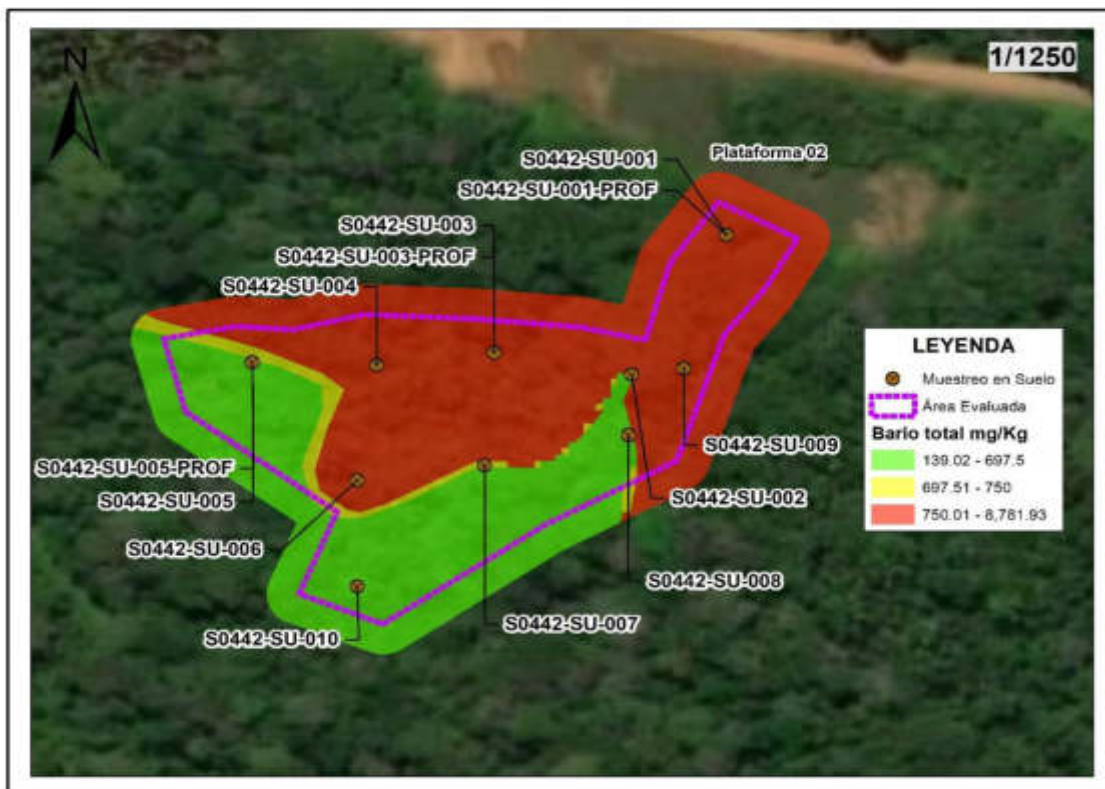 N
1/1250
S0442-SU-001
Plataforma 02
S0442-SU-001-PROF
S0442-SU-003
S0442-SU-003-PROF
S0442-SU-004
LEYENDA
Muestreo en Suelo
Área Evaluada
Bario total mg/Kg
139.02 - 697.5
697.51 - 750
750.01 - 8,781.93
S0442-SU-009
S0442-SU-005-PROF
S0442-SU-005
S0442-SU-002
S0442-SU-006
S0442-SU-008
S0442-SU-007
S0442-SU-010